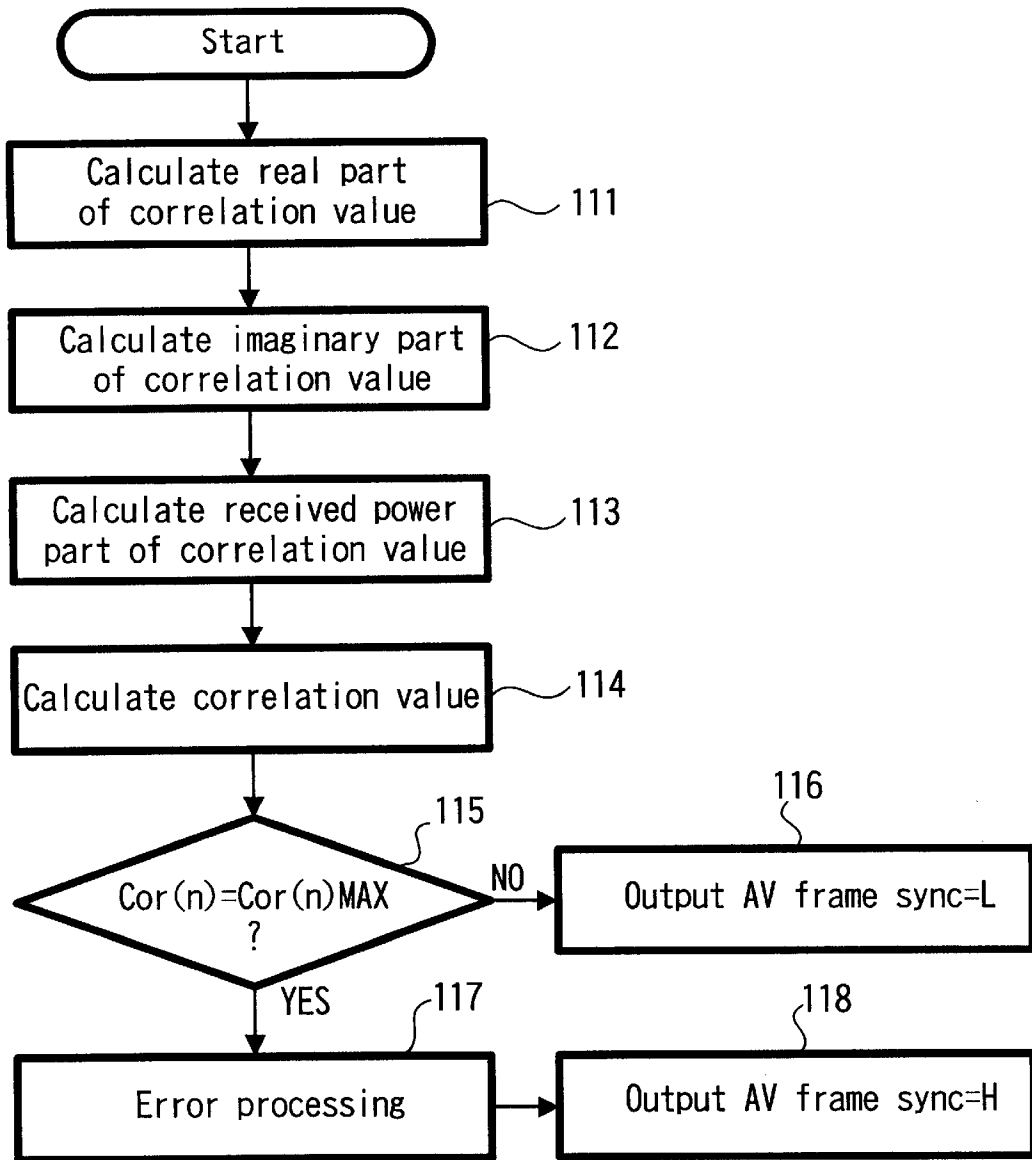 Start
Calculate real part
of correlation value
111
Calculate imaginary part
of correlation value
112
Calculate received power
part of correlation value
113
Calculate correlation value
114
115
Cor(n)=Cor(n)MAX
?
NO
116
Output AV frame sync=L
YES
117
Error processing
118
Output AV frame sync=H